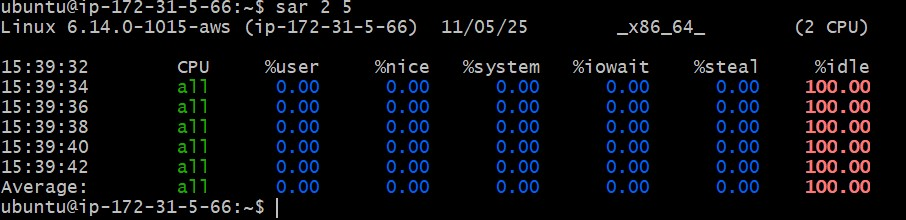 ubuntu@ip-172-31-5-66:~$ sar 2 5
Linux 6.14.0-1015-aws (ip-172-31-5-66) 11/05/25 _x86_64_ (2 CPU)
15:39:32 CPU %user %nice %system %iowait %steal %idle
15:39:34 all 0.00 0.00 0.00 0.00 0.00 100.00
15:39:36 all 0.00 0.00 0.00 0.00 0.00 100.00
15:39:38 all 0.00 0.00 0.00 0.00 0.00 100.00
15:39:40 all 0.00 0.00 0.00 0.00 0.00 100.00
15:39:42 all 0.00 0.00 0.00 0.00 0.00 100.00
Average: all 0.00 0.00 0.00 0.00 0.00 100.00
ubuntu@ip-172-31-5-66:~$